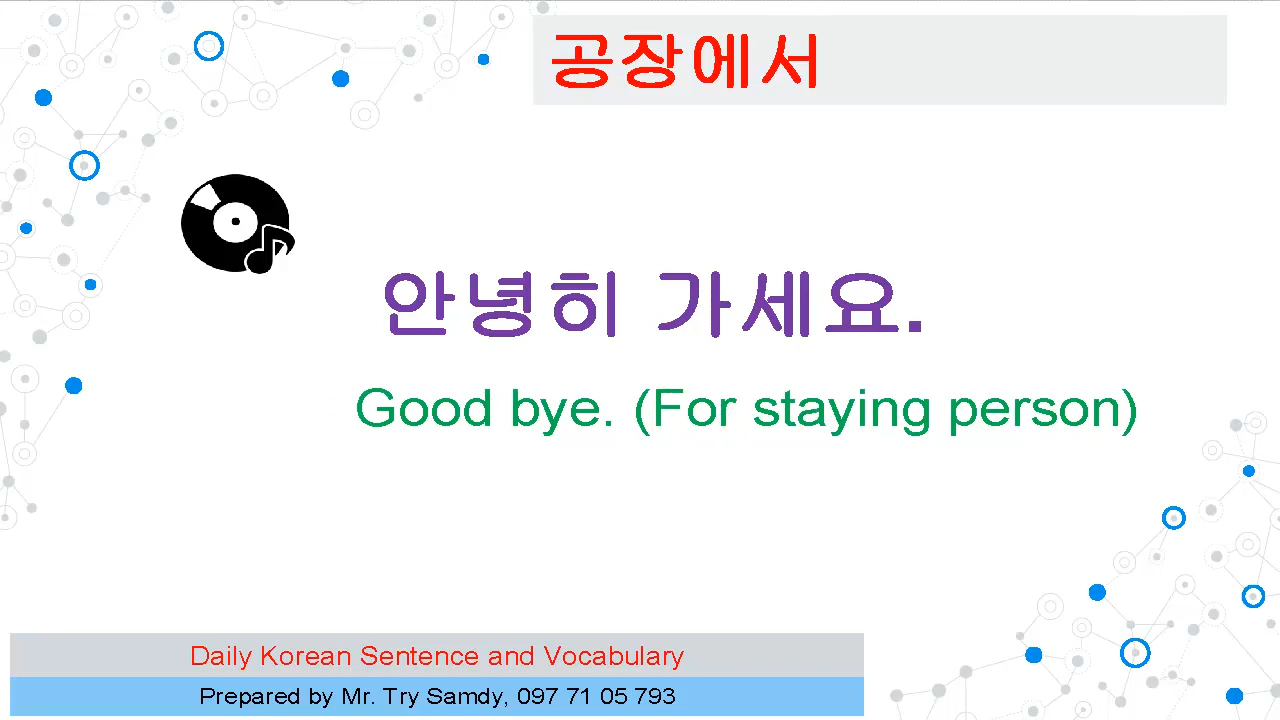 공장에서
안녕히 가세요.
Good bye. (For staying person)
Daily Korean Sentence and Vocabulary
Prepared by Mr. Try Samdy, 097 71 05 793